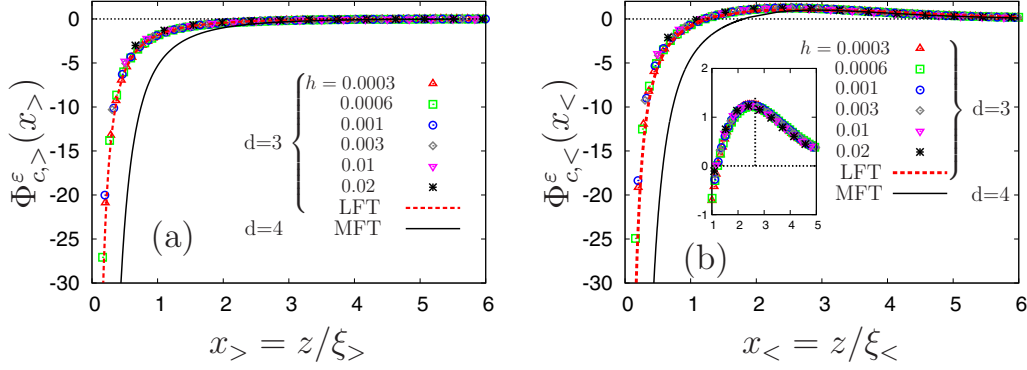 Φ^ε_{c,>}(x_>)
0
-5
-10
-15
-20
-25
-30
h = 0.0003
0.0006
0.001
0.003
0.01
0.02
LFT
MFT
d=3
d=4
(a)
0 1 2 3 4 5 6
x_> = z/ξ_>
Φ^ε_{c,<}(x_<)
0
-5
-10
-15
-20
-25
-30
h = 0.0003
0.0006
0.001
0.003
0.01
0.02
LFT
MFT
d=3
d=4
2
1
0
-1
1 2 3 4 5
(b)
0 1 2 3 4 5 6
x_< = z/ξ_<